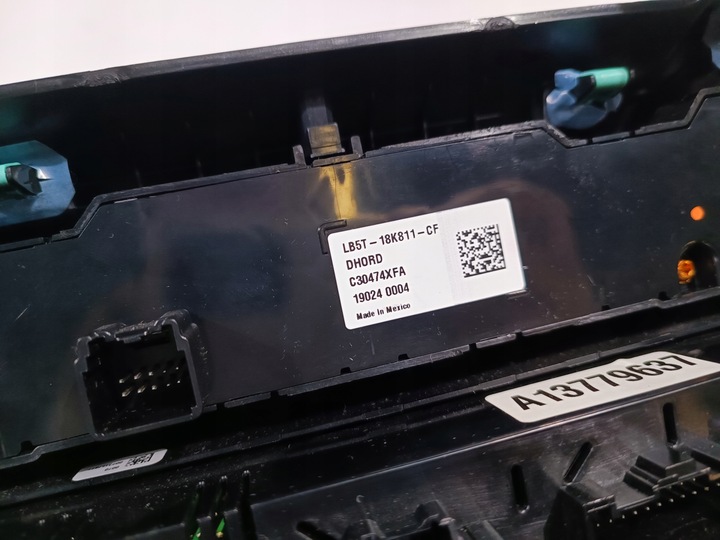 LB5T-18K811-CF
DHORD
C30474XFA
19024 0004
Made in Mexico
A13779637